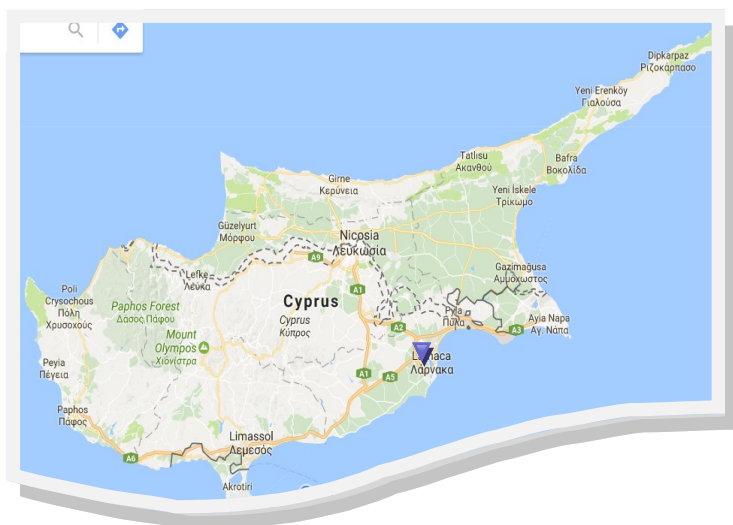 Dipkarpaz
Ριζοκάρπασο
Yeni Erenköy
Γιαλούσα
Tatlısu
Ακανθού
Bafra
Βοκολίδα
Girne
Κερύνεια
Yeni İskele
Τρίκωμο
Güzelyurt
Μόρφου
Nicosia
Λευκωσία
A9
Gazimağusa
Αμμόχωστος
Lefke
Λεύκα
Poli
Crysochous
Πόλη
Χρυσοχούς
A1
Cyprus
Cyprus
Κύπρος
Paphos Forest
Δάσος Πάφου
Pyla
Πύλα
Ayia Napa
Αγ. Νάπα
A2
A3
Mount
Olympos
Χιονίστρα
Λάρνακα
Peyia
Πέγεια
A1
A5
Paphos
Πάφος
Limassol
Λεμεσός
A6
Akrotiri